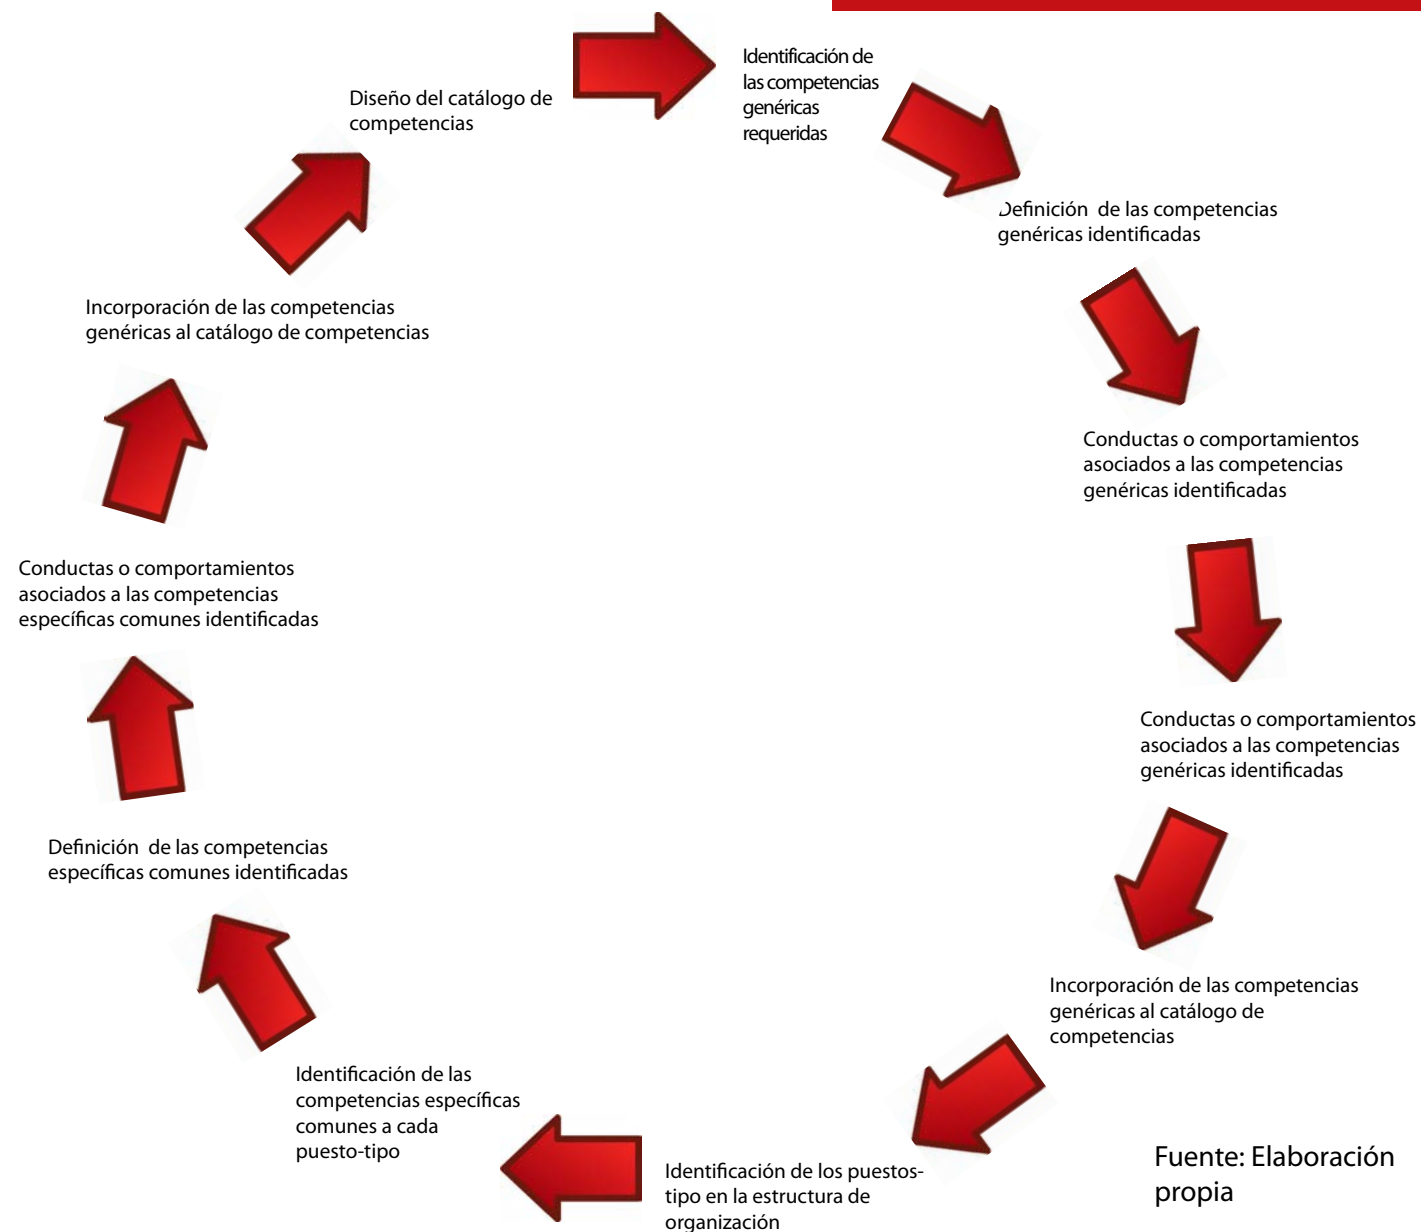 Diseño del catálogo de
competencias
Identificación de
las competencias
genéricas
requeridas
Definición  de las competencias
genéricas identificadas
Conductas o comportamientos
asociados a las competencias
genéricas identificadas
Conductas o comportamientos
asociados a las competencias
genéricas identificadas
Incorporación de las competencias
genéricas al catálogo de
competencias
Identificación de los puestos-
tipo en la estructura de
organización
Identificación de las
competencias específicas
comunes a cada
puesto-tipo
Definición  de las competencias
específicas comunes identificadas
Conductas o comportamientos
asociados a las competencias
específicas comunes identificadas
Incorporación de las competencias
genéricas al catálogo de competencias
Fuente: Elaboración
propia